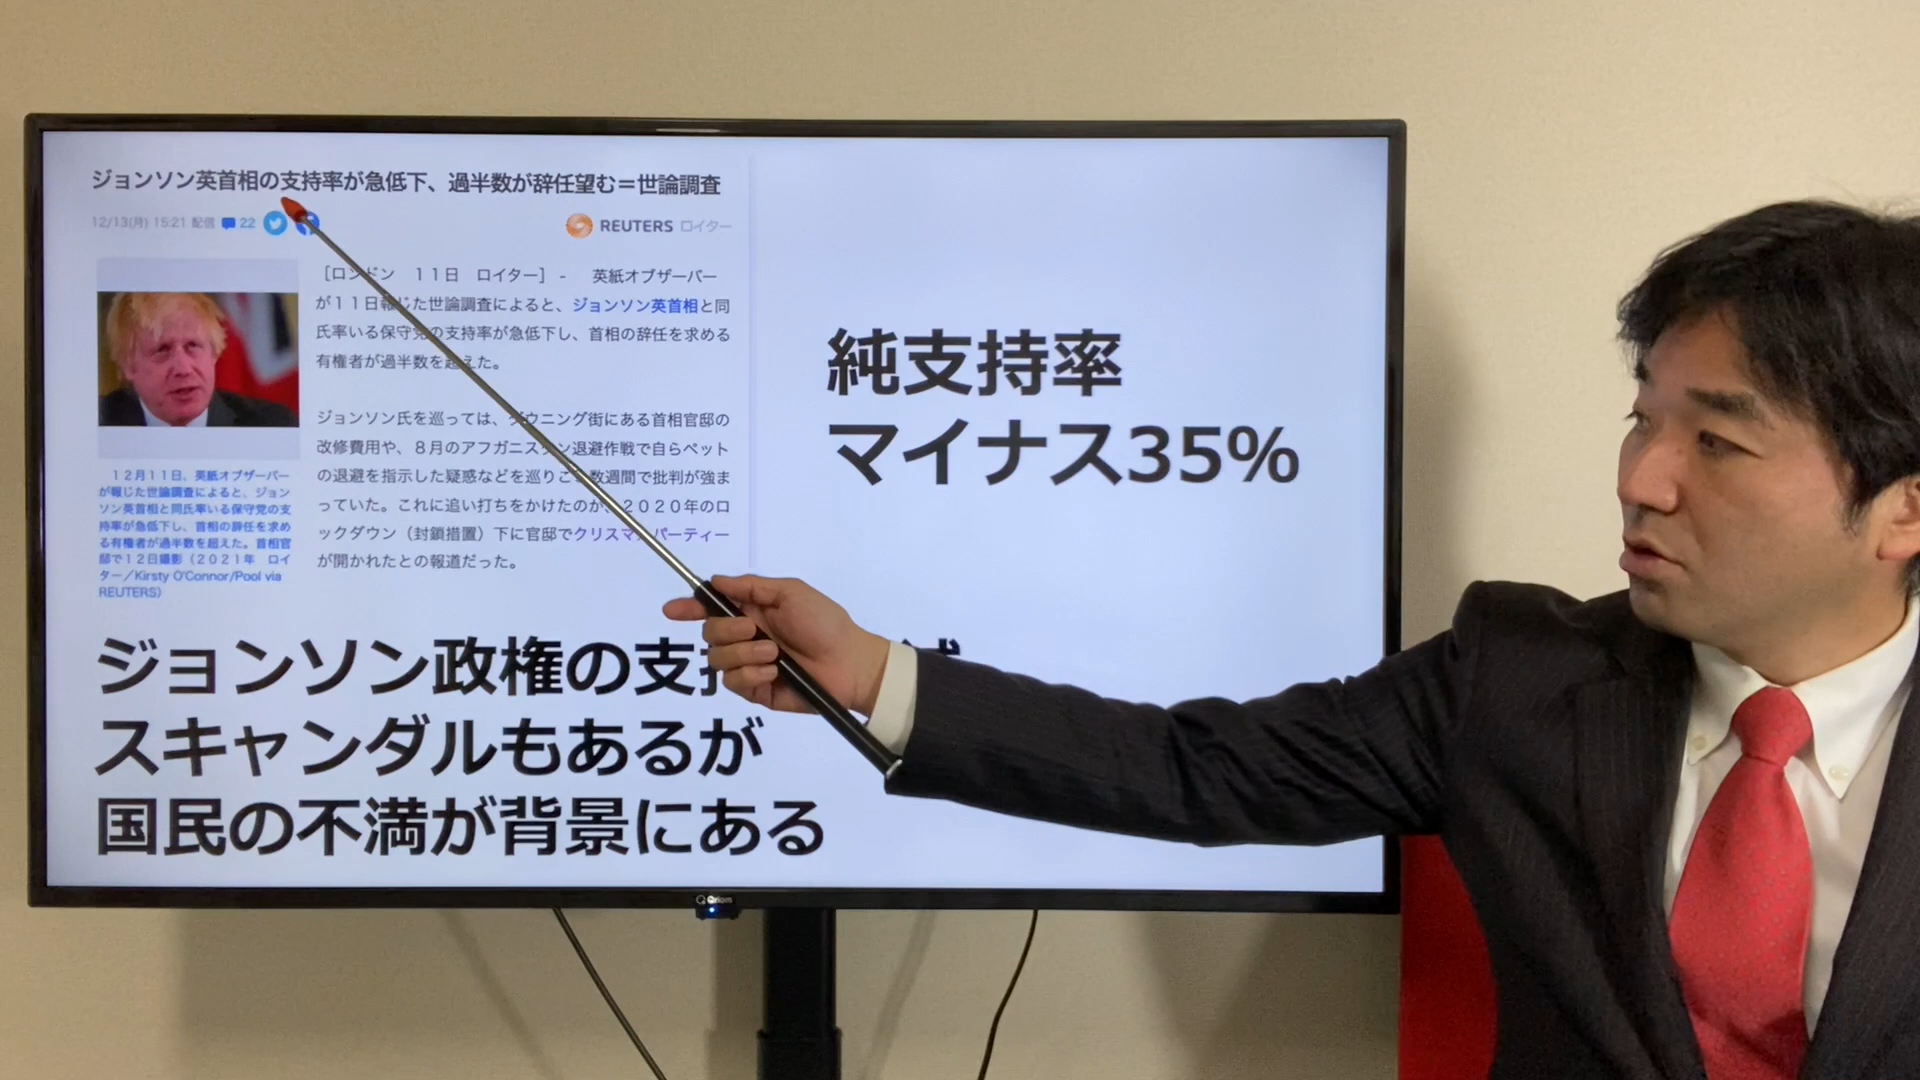 ジョンソン英首相の支持率が急低下、過半数が辞任望む＝世論調査
12/13(月) 15:21 配信 22
REUTERS ロイター
［ロンドン　１１日　ロイター］ -　英紙オブザーバー
が１１日報じた世論調査によると、ジョンソン英首相と同
氏率いる保守党の支持率が急低下し、首相の辞任を求める
有権者が過半数を超えた。
ジョンソン氏を巡っては、ダウニング街にある首相官邸の
改修費用や、８月のアフガニスタン退避作戦で自らペット
の退避を指示した疑惑などを巡りここ数週間で批判が強ま
っていた。これに追い打ちをかけたのが、２０２０年のロ
ックダウン（封鎖措置）下に官邸でクリスマスパーティー
が開かれたとの報道だった。
１２月１１日、英紙オブザーバー
が報じた世論調査によると、ジョン
ソン英首相と同氏率いる保守党の支
持率が急低下し、首相の辞任を求め
る有権者が過半数を超えた。首相官
邸で１２日撮影（２０２１年　ロイ
ター／Kirsty O'Connor/Pool via
REUTERS）
純支持率
マイナス35%
ジョンソン政権の支
スキャンダルもあるが
国民の不満が背景にある
Qriom